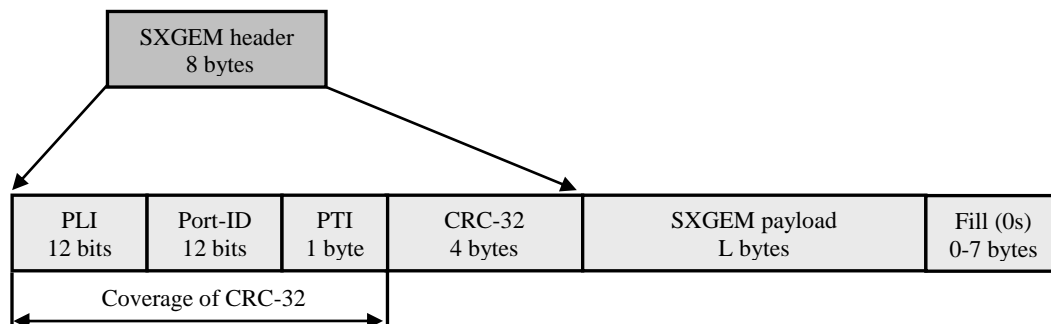 SXGEM header
8 bytes
PLI
12 bits
Port-ID
12 bits
PTI
1 byte
CRC-32
4 bytes
SXGEM payload
L bytes
Fill (0s)
0-7 bytes
Coverage of CRC-32